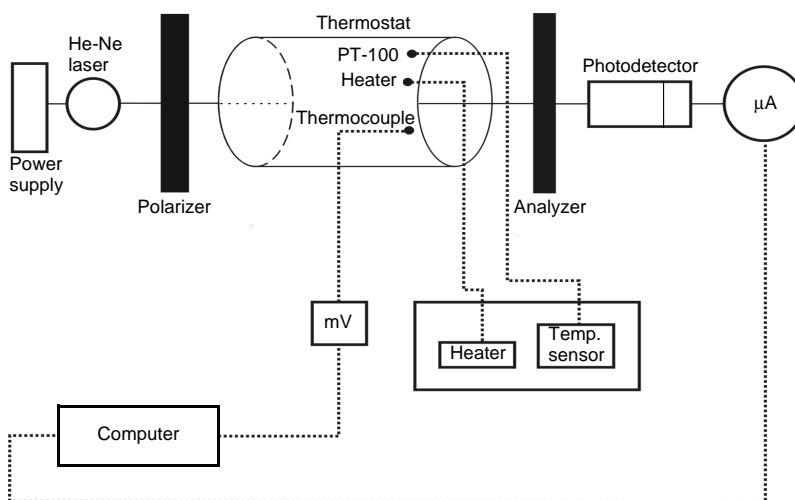 Thermostat
He-Ne
laser
PT-100
Heater
Thermocouple
Photodetector
μA
Power
supply
Polarizer
Analyzer
mV
Heater
Temp.
sensor
Computer